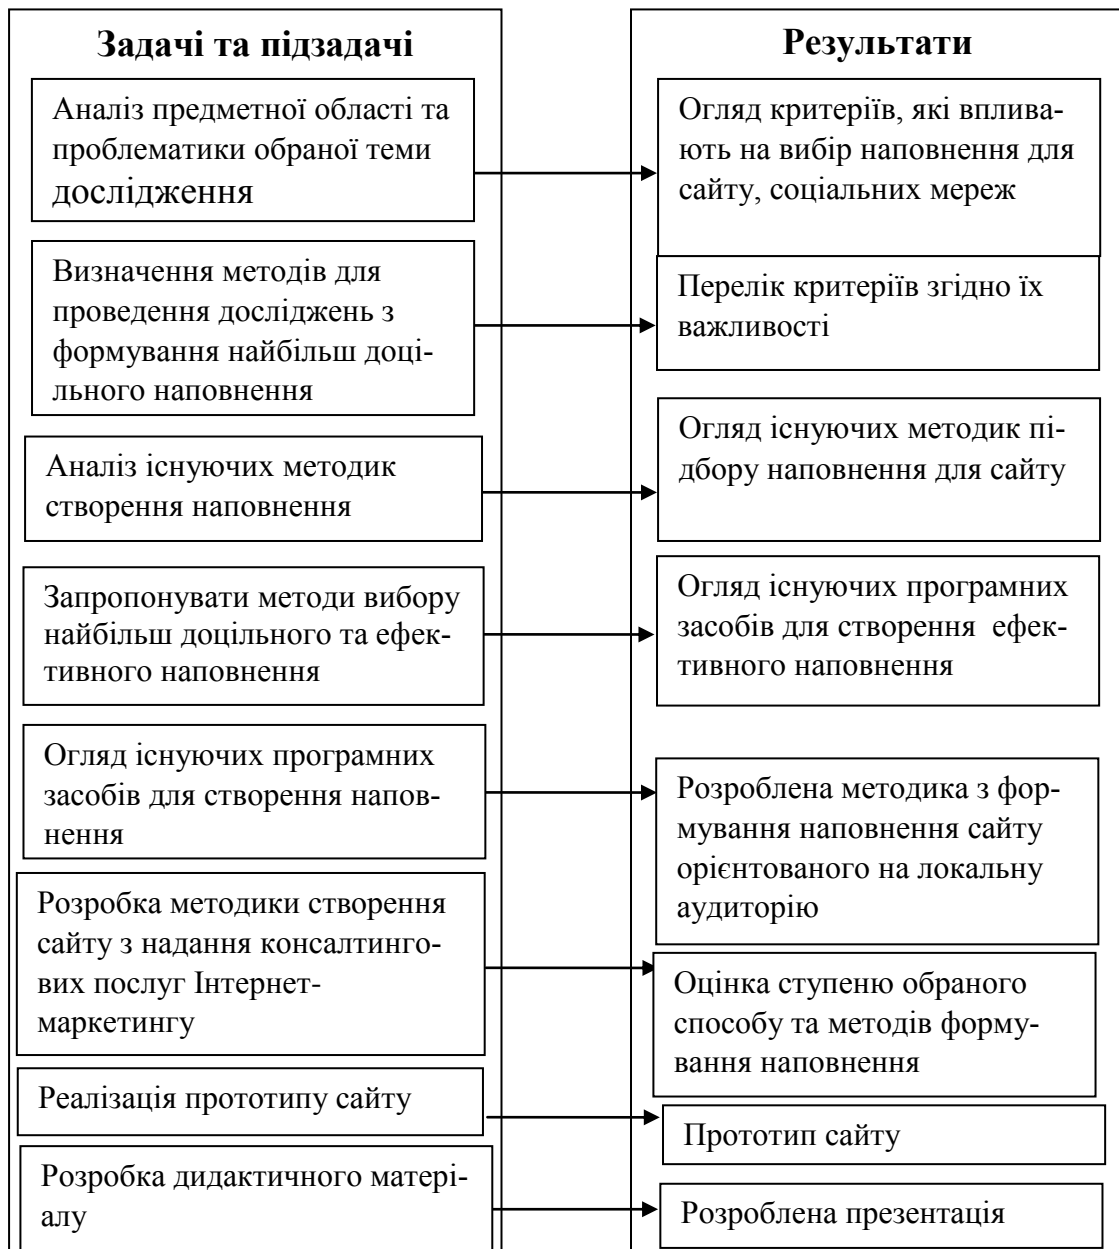 Задачі та підзадачі
Аналіз предметної області та
проблематики обраної теми
дослідження
Визначення методів для
проведення досліджень з
формування найбільш доці-
льного наповнення
Аналіз існуючих методик
створення наповнення
Запропонувати методи вибору
найбільш доцільного та ефек-
тивного наповнення
Огляд існуючих програмних
засобів для створення напов-
нення
Розробка методики створення
сайту з надання консалтинго-
вих послуг Інтернет-
маркетингу
Реалізація прототипу сайту
Розробка дидактичного матері-
алу
Результати
Огляд критеріїв, які вплива-
ють на вибір наповнення для
сайту, соціальних мереж
Перелік критеріїв згідно їх
важливості
Огляд існуючих методик пі-
дбору наповнення для сайту
Огляд існуючих програмних
засобів для створення  ефек-
тивного наповнення
Розроблена методика з фор-
мування наповнення сайту
орієнтованого на локальну
аудиторію
Оцінка ступеню обраного
способу та методів форму-
вання наповнення
Прототип сайту
Розроблена презентація